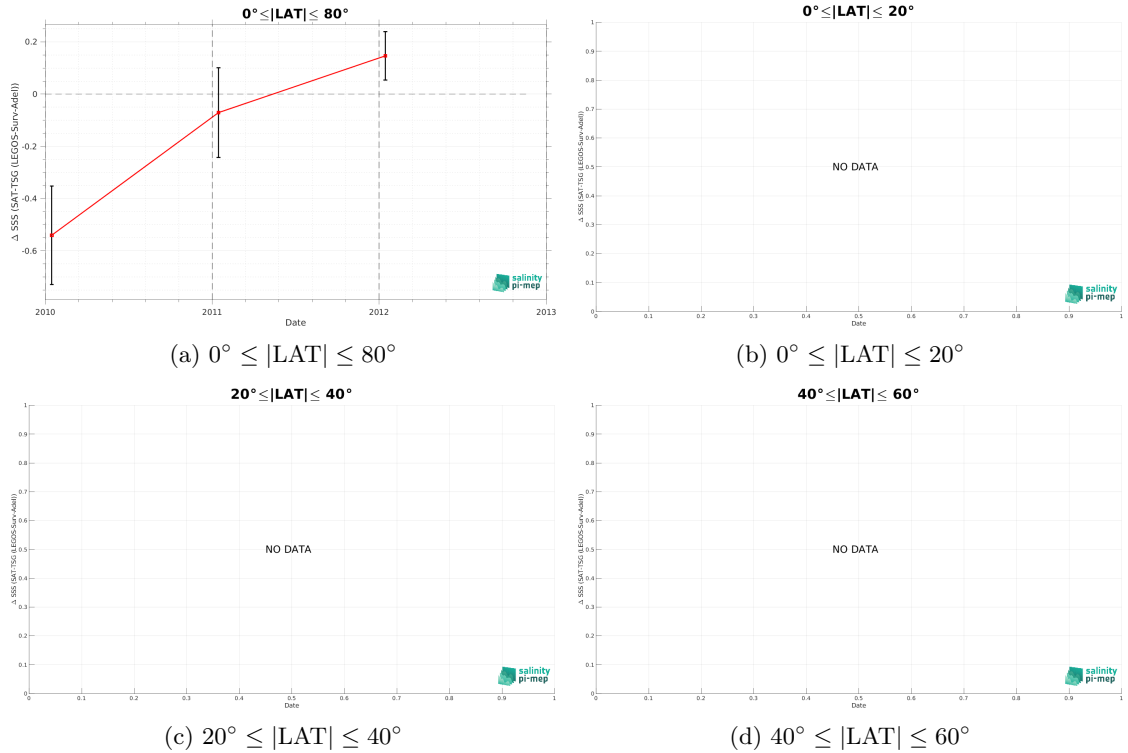 0°≤|LAT|≤ 80°
Δ SSS (SAT-TSG (LEGOS-Surv-Adel))
0.2
0
-0.2
-0.4
-0.6
2010
2011
2012
2013
Date
salinity
pi-mep
(a) 0° ≤ |LAT| ≤ 80°
0°≤|LAT|≤ 20°
Δ SSS (SAT-TSG (LEGOS-Surv-Adel))
1
0.9
0.8
0.7
0.6
0.5
0.4
0.3
0.2
0.1
0
NO DATA
0
0.1
0.2
0.3
0.4
0.5
0.6
0.7
0.8
0.9
1
Date
salinity
pi-mep
(b) 0° ≤ |LAT| ≤ 20°
20°≤|LAT|≤ 40°
Δ SSS (SAT-TSG (LEGOS-Surv-Adel))
1
0.9
0.8
0.7
0.6
0.5
0.4
0.3
0.2
0.1
0
NO DATA
0
0.1
0.2
0.3
0.4
0.5
0.6
0.7
0.8
0.9
1
Date
salinity
pi-mep
(c) 20° ≤ |LAT| ≤ 40°
40°≤|LAT|≤ 60°
Δ SSS (SAT-TSG (LEGOS-Surv-Adel))
1
0.9
0.8
0.7
0.6
0.5
0.4
0.3
0.2
0.1
0
NO DATA
0
0.1
0.2
0.3
0.4
0.5
0.6
0.7
0.8
0.9
1
Date
salinity
pi-mep
(d) 40° ≤ |LAT| ≤ 60°